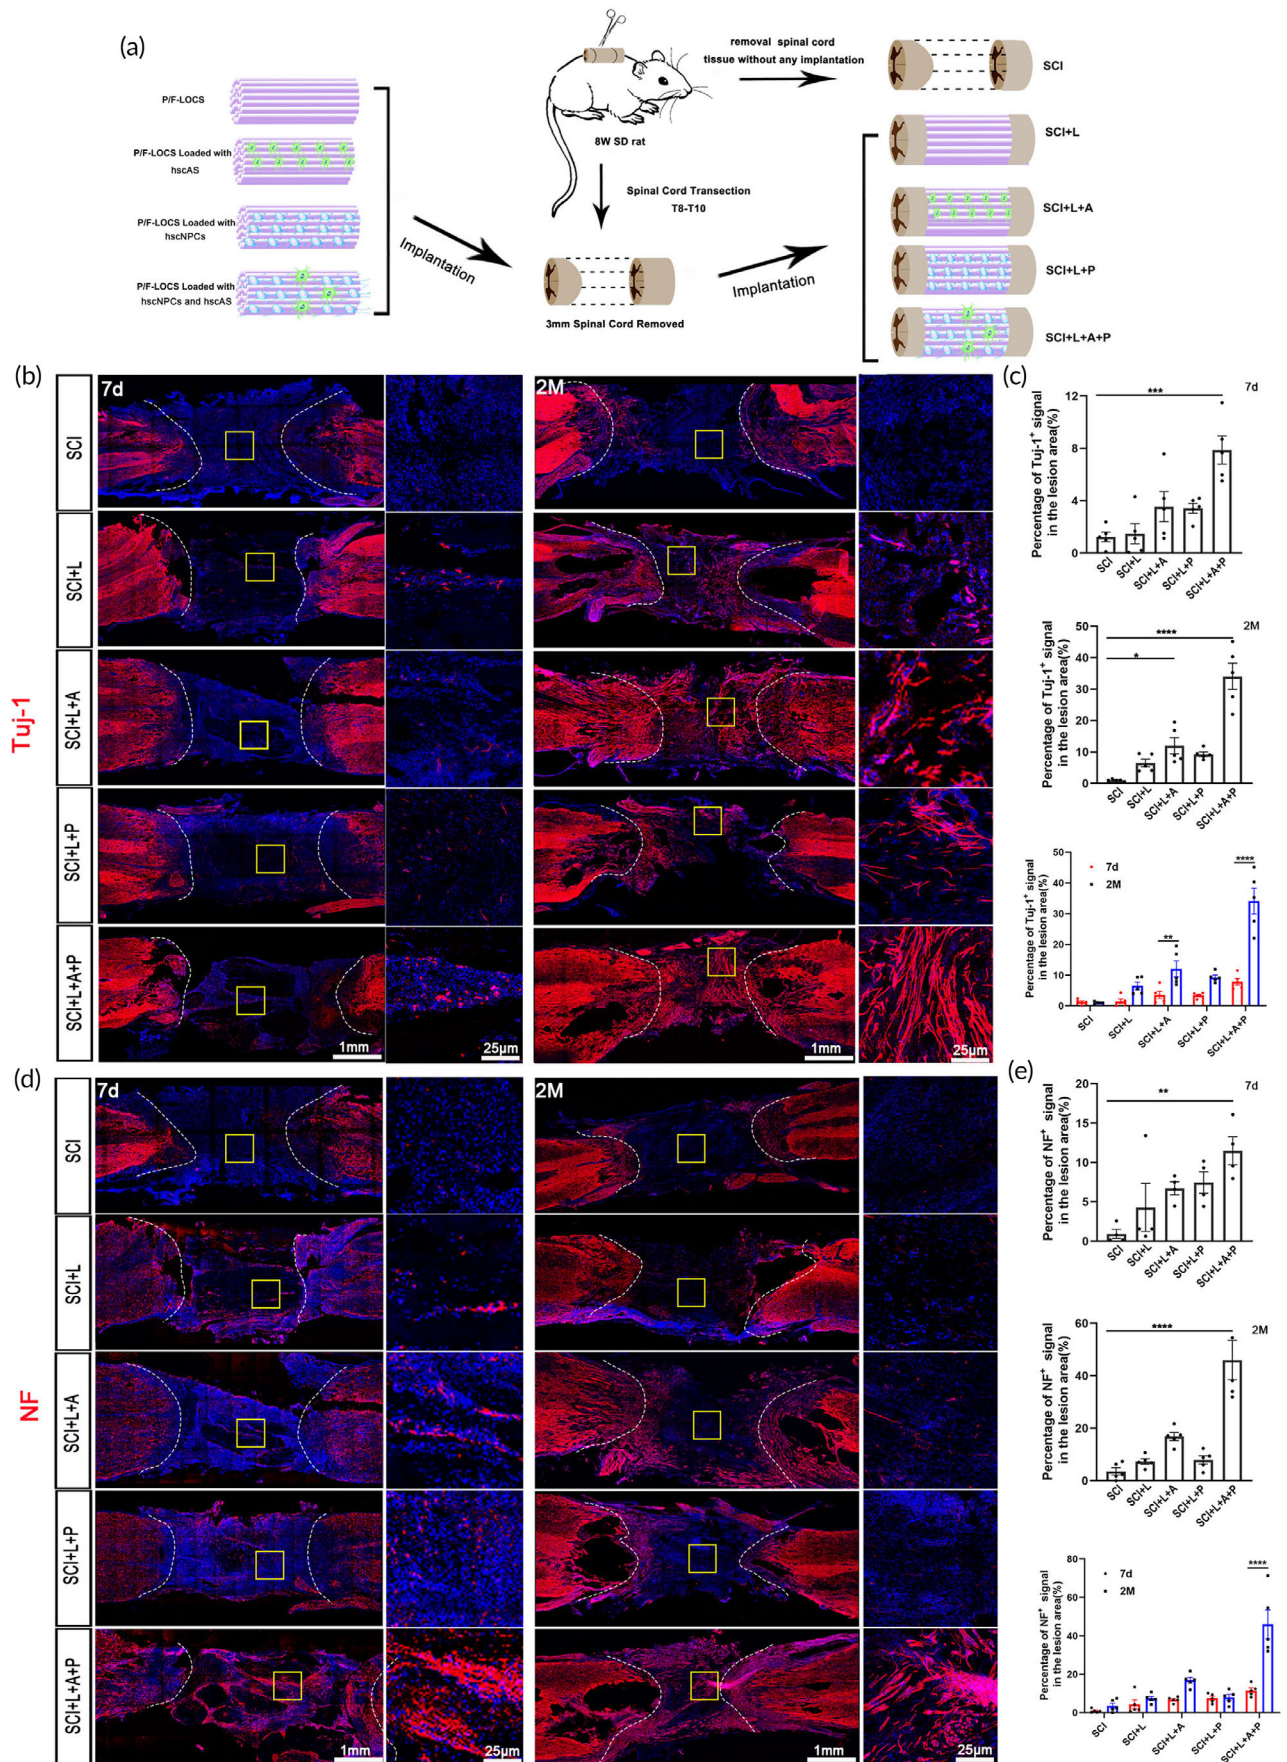 (a)
P/F-LOCS
P/F-LOCS Loaded with
hscAS
P/F-LOCS Loaded with
hscNPCs
P/F-LOCS Loaded with
hscNPCs and hscAS
Implantation
8W SD rat
Spinal Cord Transection
T8-T10
3mm Spinal Cord Removed
removal spinal cord
tissue without any implantation
Implantation
SCI
SCI+L
SCI+L+A
SCI+L+P
SCI+L+A+P
(b)
Tuj-1
7d
2M
SCI
SCI+L
SCI+L+A
SCI+L+P
SCI+L+A+P
1mm
25μm
1mm
25μm
(c)
7d
Percentage of Tuj-1+ signal
in the lesion area(%)
12
8
4
0
***
SCI
SCI+L
SCI+L+A
SCI+L+P
SCI+L+A+P
2M
Percentage of Tuj-1+ signal
in the lesion area(%)
50
40
30
20
10
0
****
*
SCI
SCI+L
SCI+L+A
SCI+L+P
SCI+L+A+P
Percentage of Tuj-1+ signal
in the lesion area(%)
50
40
30
20
10
0
7d
2M
**
****
SCI
SCI+L
SCI+L+A
SCI+L+P
SCI+L+A+P
(d)
NF
7d
2M
SCI
SCI+L
SCI+L+A
SCI+L+P
SCI+L+A+P
1mm
25μm
1mm
25μm
(e)
7d
Percentage of NF+ signal
in the lesion area(%)
20
15
10
5
0
**
SCI
SCI+L
SCI+L+A
SCI+L+P
SCI+L+A+P
2M
Percentage of NF+ signal
in the lesion area(%)
60
40
20
0
****
SCI
SCI+L
SCI+L+A
SCI+L+P
SCI+L+A+P
Percentage of NF+ signal
in the lesion area(%)
80
60
40
20
0
7d
2M
****
SCI
SCI+L
SCI+L+A
SCI+L+P
SCI+L+A+P